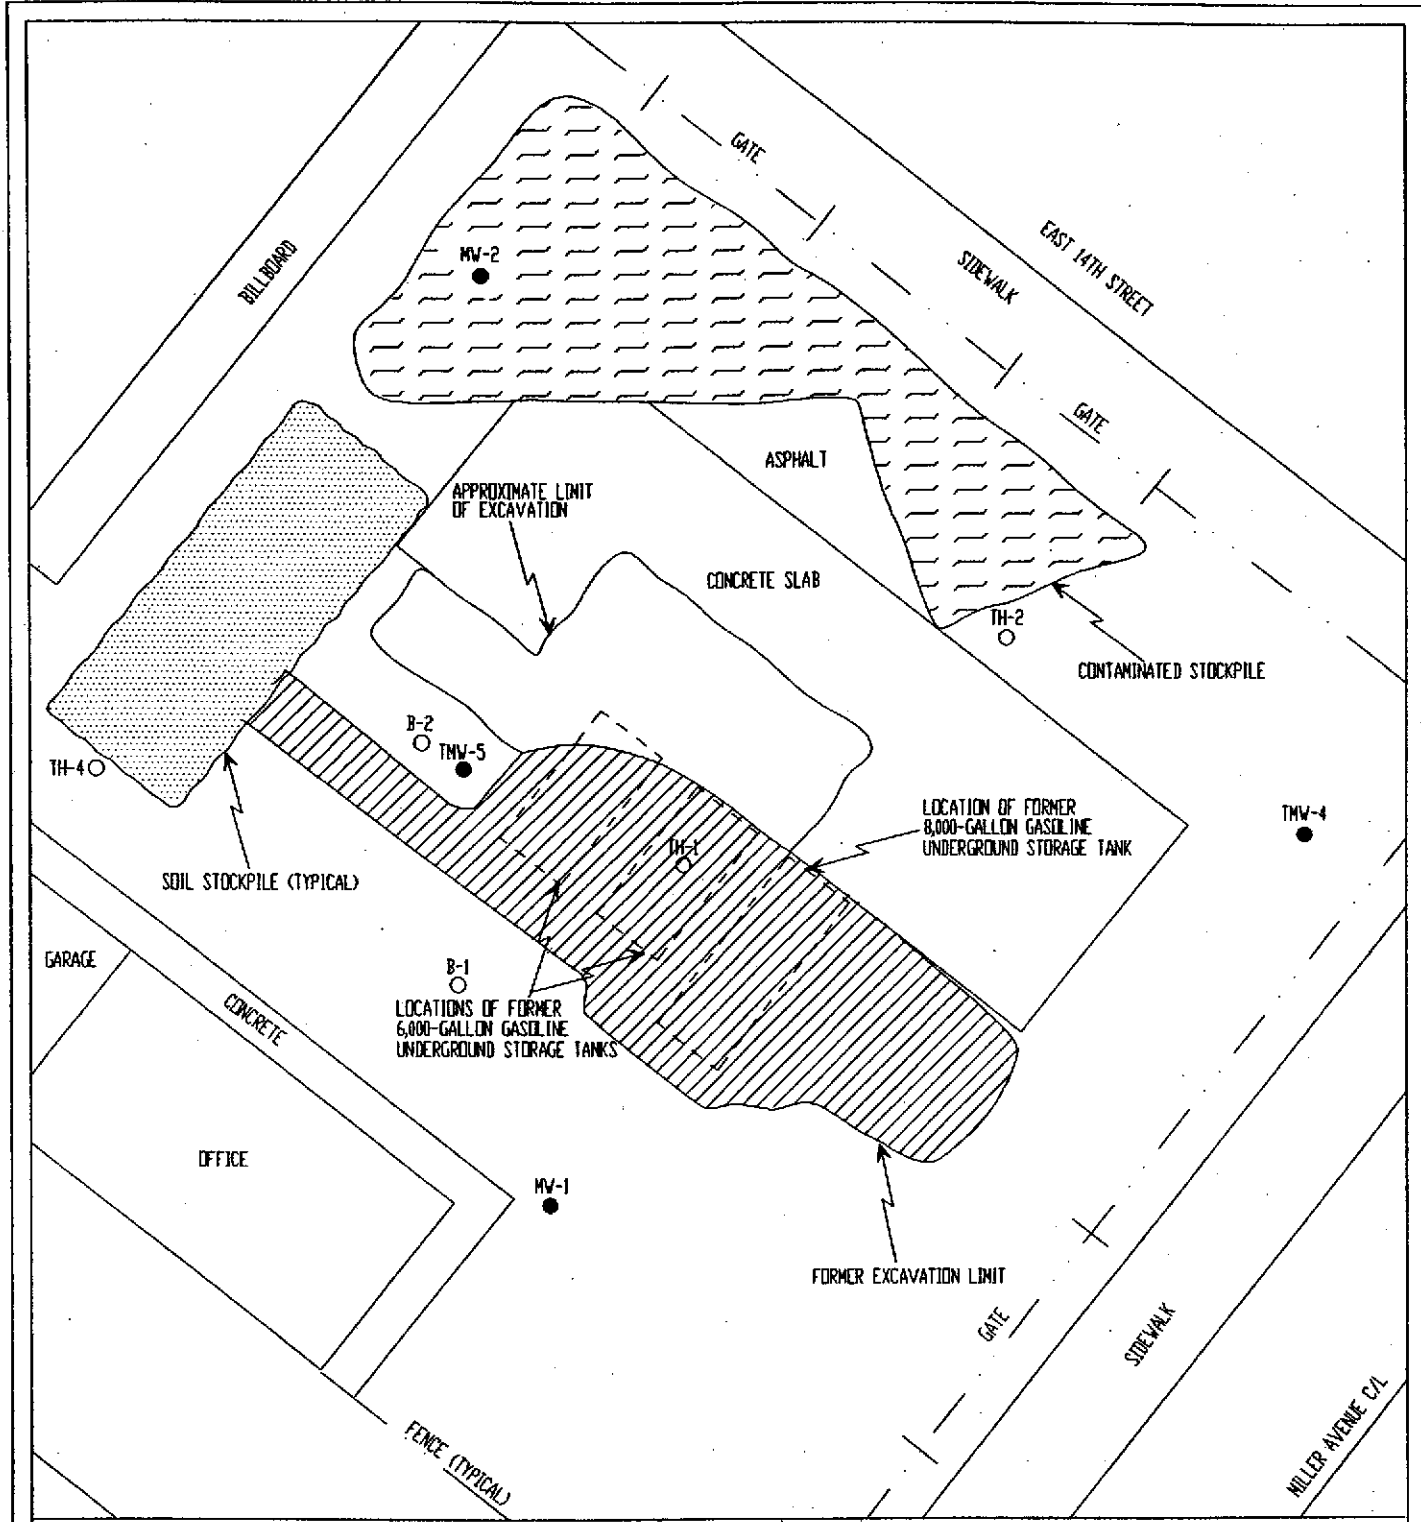 GATE
EAST 14TH STREET
SIDEWALK
BILLBOARD
MW-2
GATE
ASPHALT
APPROXIMATE LIMIT
OF EXCAVATION
CONCRETE SLAB
TH-2
CONTAMINATED STOCKPILE
B-2
TMW-5
TH-4
LOCATION OF FORMER
8,000-GALLON GASOLINE
UNDERGROUND STORAGE TANK
TMW-4
TH-1
SOIL STOCKPILE (TYPICAL)
GARAGE
B-1
LOCATIONS OF FORMER
6,000-GALLON GASOLINE
UNDERGROUND STORAGE TANKS
CONCRETE
OFFICE
MW-1
FORMER EXCAVATION LIMIT
GATE
SIDEWALK
FENCE (TYPICAL)
MILLER AVENUE C/L